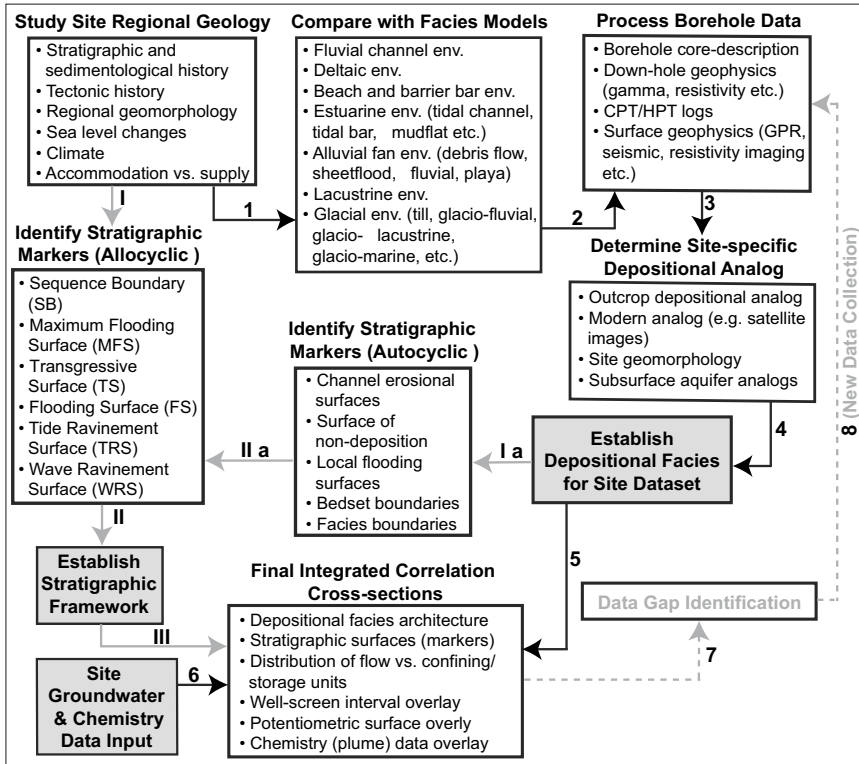 Study Site Regional Geology
• Stratigraphic and
sedimentological history
• Tectonic history
• Regional geomorphology
• Sea level changes
• Climate
• Accommodation vs. supply
Compare with Facies Models
• Fluvial channel env.
• Deltaic env.
• Beach and barrier bar env.
• Estuarine env. (tidal channel,
tidal bar, mudflat etc.)
• Alluvial fan env. (debris flow,
sheetflood, fluvial, playa)
• Lacustrine env.
• Glacial env. (till, glacio-fluvial,
glacio- lacustrine,
glacio-marine, etc.)
Process Borehole Data
• Borehole core-description
• Down-hole geophysics
(gamma, resistivity etc.)
• CPT/HPT logs
• Surface geophysics (GPR,
seismic, resistivity imaging
etc.)
I
1
2
3
Identify Stratigraphic
Markers (Allocyclic )
• Sequence Boundary
(SB)
• Maximum Flooding
Surface (MFS)
• Transgressive
Surface (TS)
• Flooding Surface (FS)
• Tide Ravinement
Surface (TRS)
• Wave Ravinement
Surface (WRS)
Identify Stratigraphic
Markers (Autocyclic )
• Channel erosional
surfaces
• Surface of
non-deposition
• Local flooding
surfaces
• Bedset boundaries
• Facies boundaries
Determine Site-specific
Depositional Analog
• Outcrop depositional analog
• Modern analog (e.g. satellite
images)
• Site geomorphology
• Subsurface aquifer analogs
4
8 (New Data Collection)
Establish
Depositional Facies
for Site Dataset
I a
II a
II
5
Establish
Stratigraphic
Framework
III
Final Integrated Correlation
Cross-sections
• Depositional facies architecture
• Stratigraphic surfaces (markers)
• Distribution of flow vs. confining/
storage units
• Well-screen interval overlay
• Potentiometric surface overly
• Chemistry (plume) data overlay
Data Gap Identification
7
6
Site
Groundwater
& Chemistry
Data Input